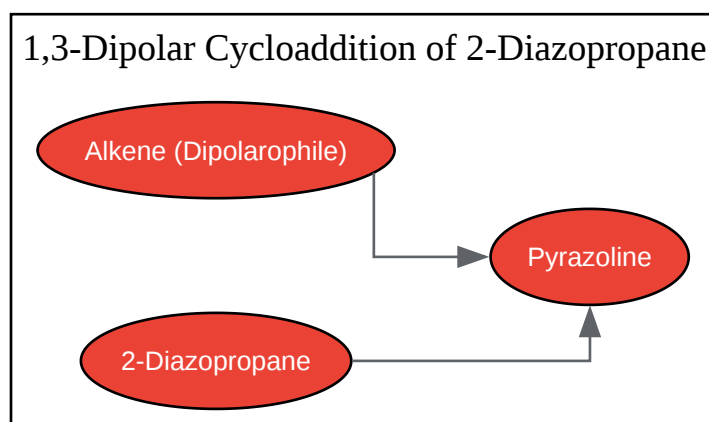 1,3-Dipolar Cycloaddition of 2-Diazopropane
Alkene (Dipolarophile)
Pyrazoline
2-Diazopropane